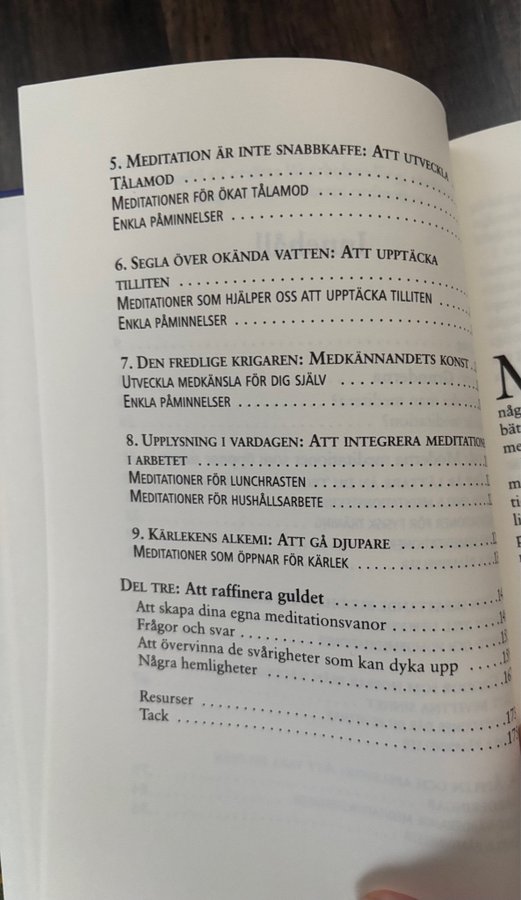 5. MEDITATION ÄR INTE SNABBKAFFE: ATT UTVECKLA
TÅLAMOD ........................
MEDITATIONER FÖR ÖKAT TÅLAMOD ........................
ENKLA PÅMINNELSER ........................
6. SEGLA ÖVER OKÄNDA VATTEN: ATT UPPTÄCKA
TILLITEN ........................
MEDITATIONER SOM HJÄLPER OSS ATT UPPTÄCKA TILLITEN ....
ENKLA PÅMINNELSER ........................
7. DEN FREDLIGE KRIGAREN: MEDKÄNNANDETS KONST ..
UTVECKLA MEDKÄNSLA FÖR DIG SJÄLV ................
ENKLA PÅMINNELSER ........................
8. UPPLYSNING I VARDAGEN: ATT INTEGRERA MEDITATIONE
I ARBETET ........................
MEDITATIONER FÖR LUNCHRASTEN ................
MEDITATIONER FÖR HUSHÅLLSARBETE ................
9. KÄRLEKENS ALKEMI: ATT GÅ DJUPARE ............
MEDITATIONER SOM ÖPPNAR FÖR KÄRLEK ............
DEL TRE: Att raffinera guldet ................
Att skapa dina egna meditationsvanor ............
Frågor och svar ........................
Att övervinna de svårigheter som kan dyka upp ....
Några hemligheter ........................
Resurser ........................
Tack ........................
någ
bät
me